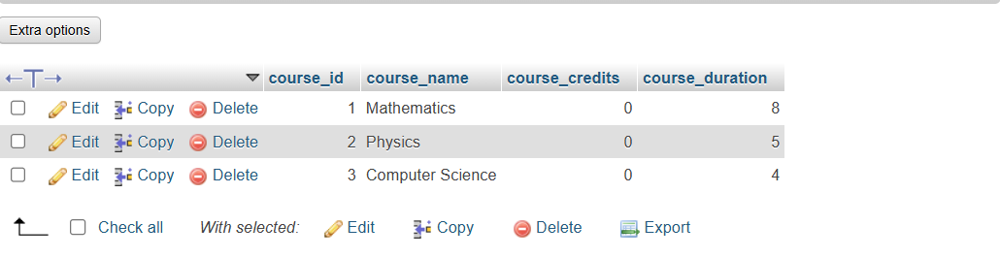 Extra options
course_id course_name course_credits course_duration
Edit Copy Delete 1 Mathematics 0 8
Edit Copy Delete 2 Physics 0 5
Edit Copy Delete 3 Computer Science 0 4
Check all With selected: Edit Copy Delete Export